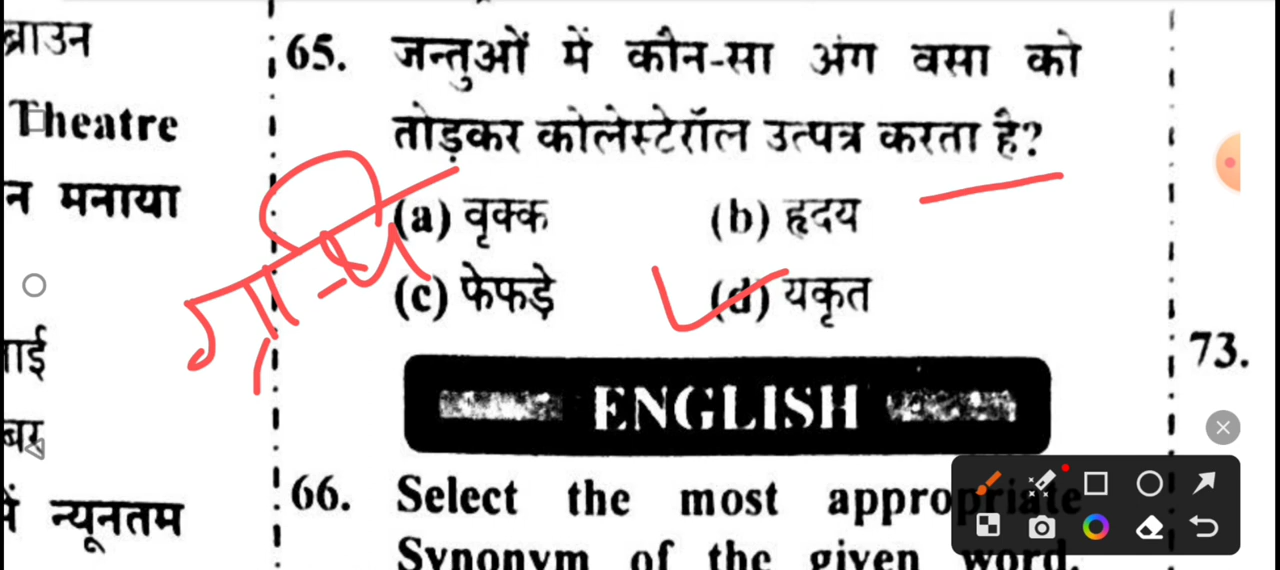 ब्राउन
Theatre
न मनाया
गाई
बर
में न्यूनतम
65. जन्तुओं में कौन-सा अंग वसा को
तोड़कर कोलेस्टेरॉल उत्पन्न करता है?
(a) वृक्क (b) हृदय
(c) फेफड़े (d) यकृत
ENGLISH
66. Select the most appropriate
Synonym of the given word.
73.